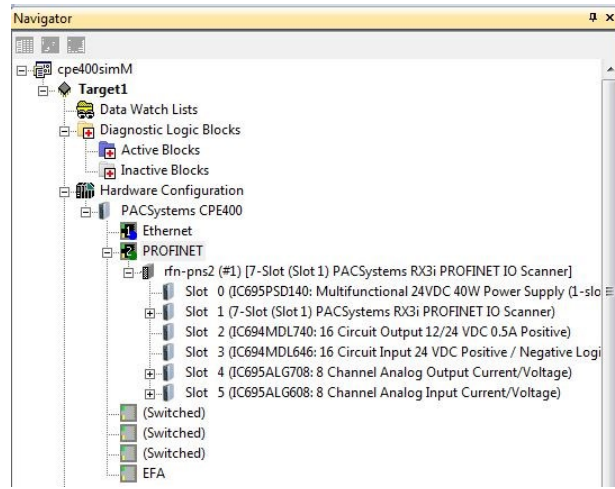 Navigator
cpe400simM
Target1
Data Watch Lists
Diagnostic Logic Blocks
Active Blocks
Inactive Blocks
Hardware Configuration
PACSystems CPE400
1 Ethernet
2 PROFINET
rfn-pns2 (#1) [7-Slot (Slot 1) PACSystems RX3i PROFINET IO Scanner]
Slot 0 (IC695PSD140: Multifunctional 24VDC 40W Power Supply (1-slo
Slot 1 (7-Slot (Slot 1) PACSystems RX3i PROFINET IO Scanner)
Slot 2 (IC694MDL740: 16 Circuit Output 12/24 VDC 0.5A Positive)
Slot 3 (IC694MDL646: 16 Circuit Input 24 VDC Positive / Negative Logi
Slot 4 (IC695ALG708: 8 Channel Analog Output Current/Voltage)
Slot 5 (IC695ALG608: 8 Channel Analog Input Current/Voltage)
(Switched)
(Switched)
(Switched)
EFA